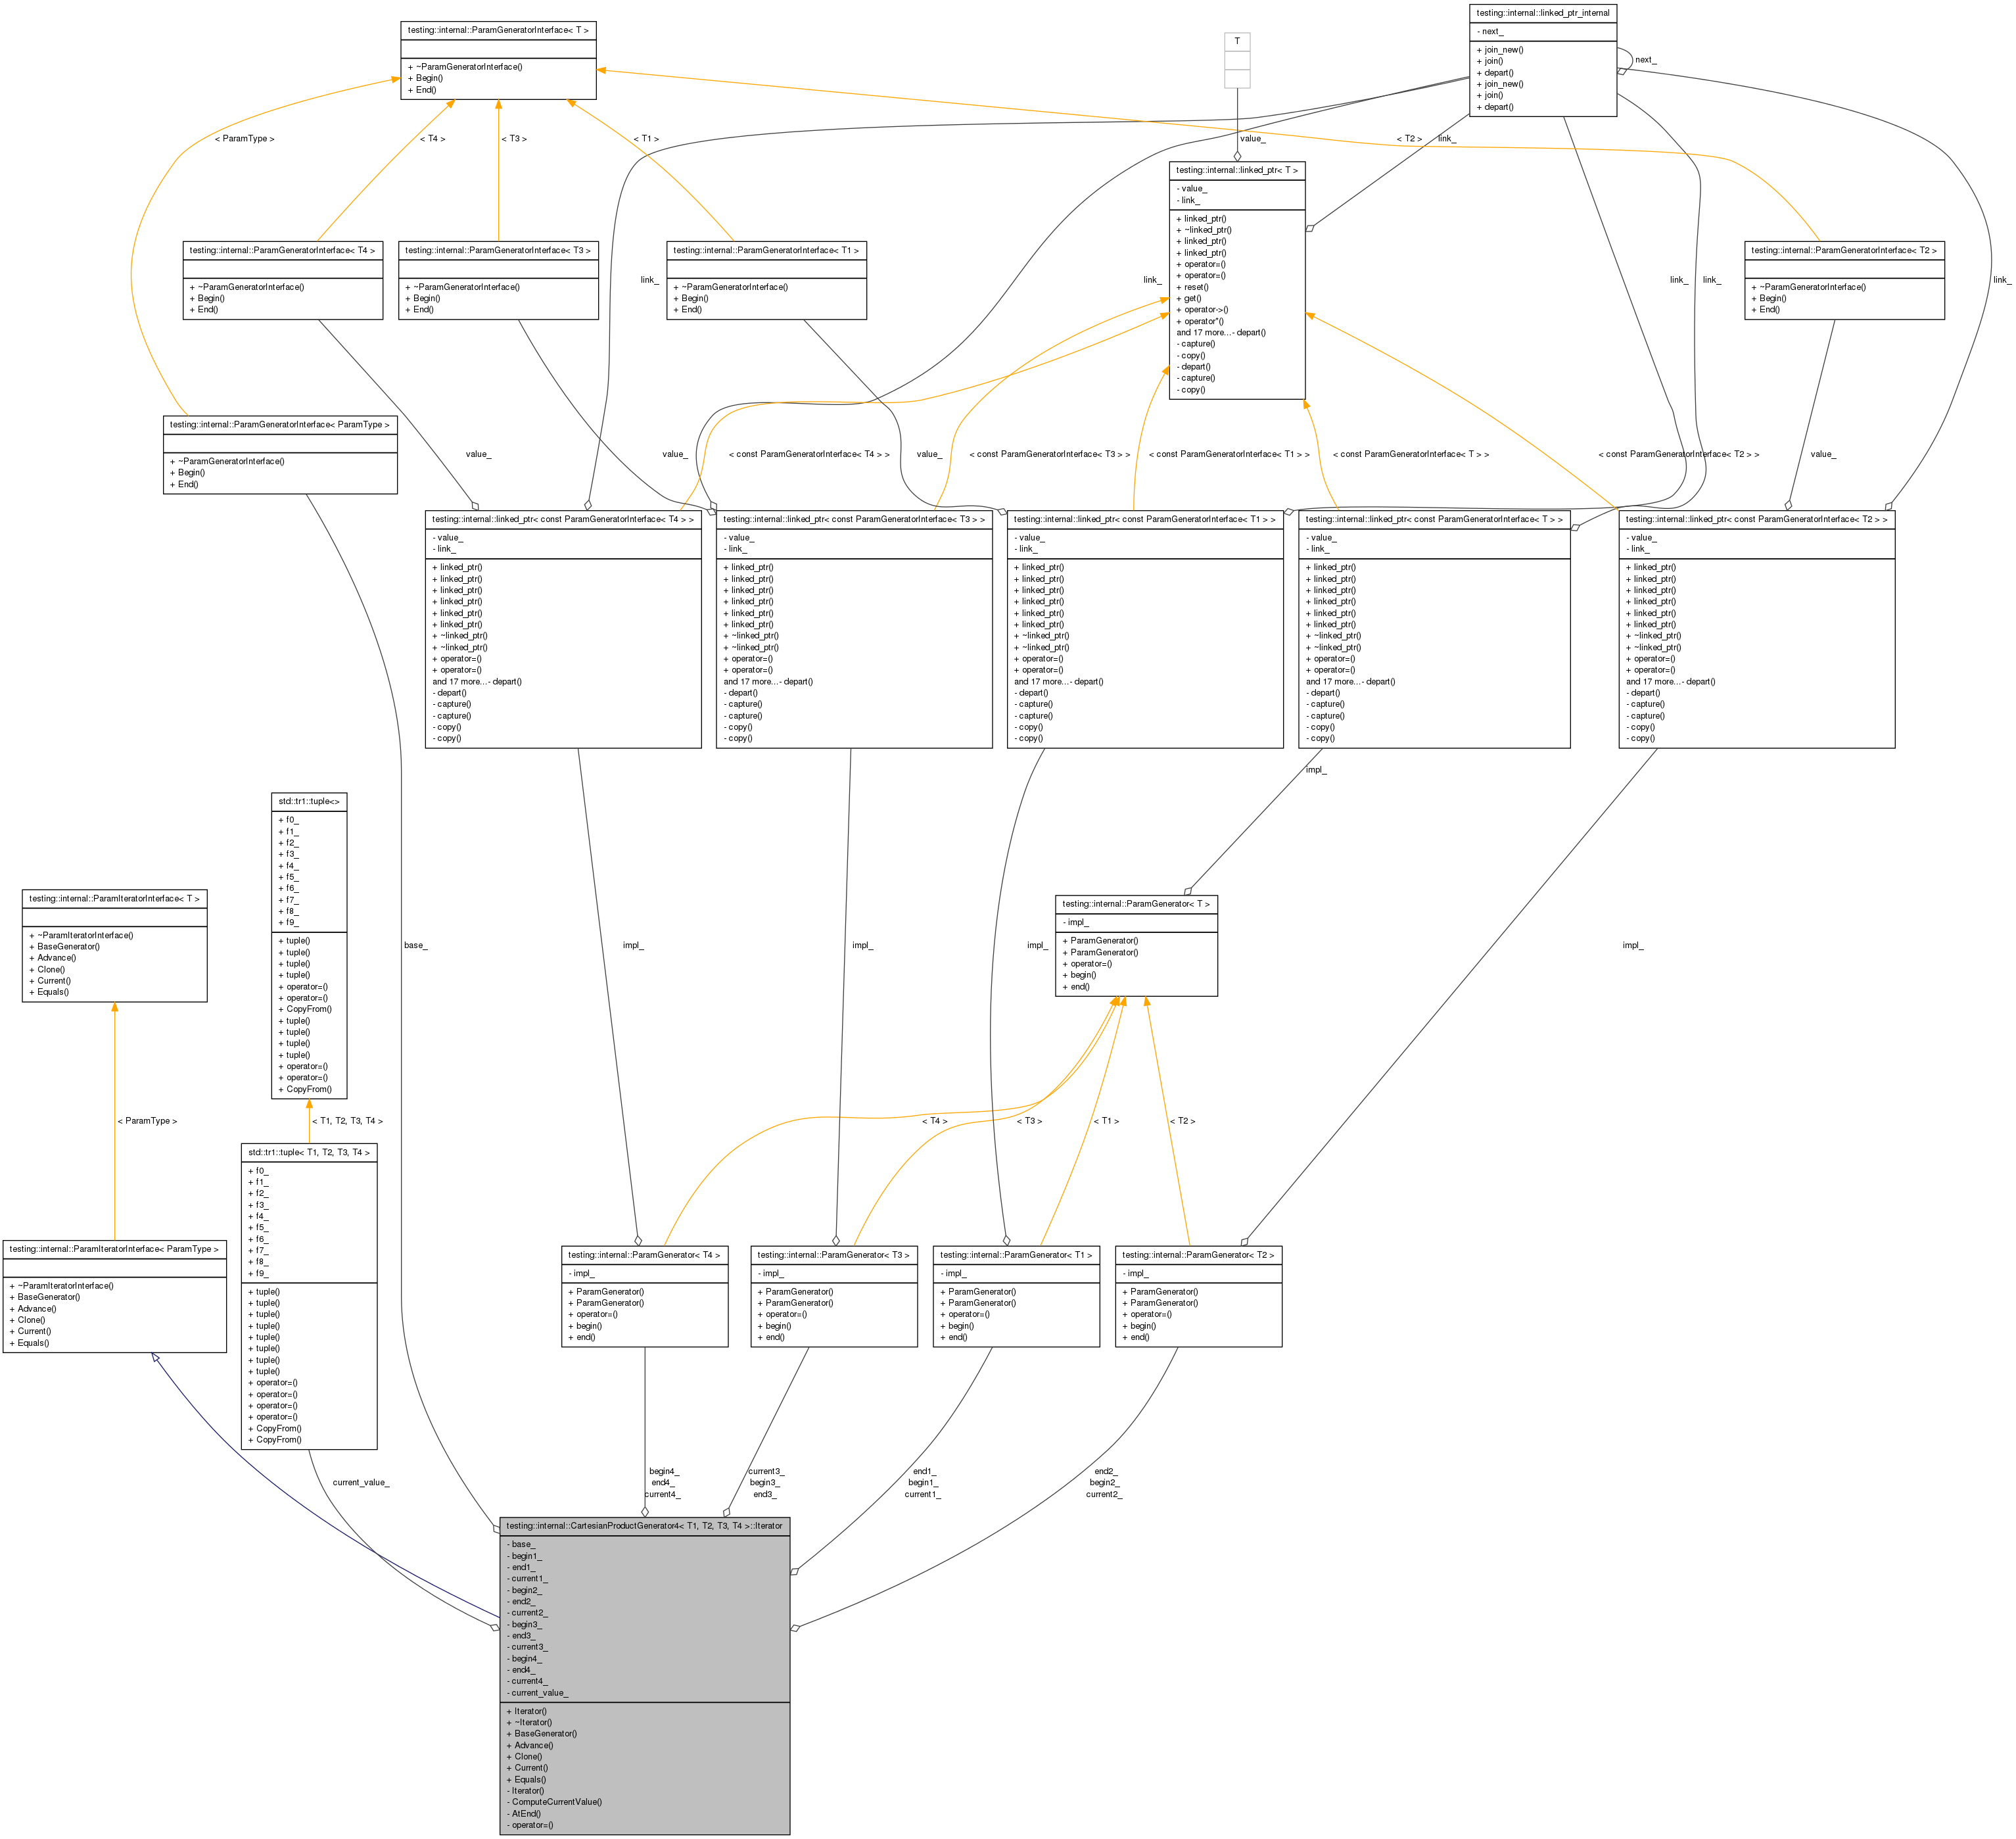 testing::internal::linked_ptr_internal
- next_
+ join_new()
+ join()
+ depart()
+ join_new()
+ join()
+ depart()
next_
testing::internal::ParamGeneratorInterface< T >
+ ~ParamGeneratorInterface()
+ Begin()
+ End()
T
< ParamType >
< T4 >
< T3 >
< T1 >
value_
< T2 >
link_
testing::internal::linked_ptr< T >
- value_
- link_
+ linked_ptr()
+ ~linked_ptr()
+ linked_ptr()
+ linked_ptr()
+ operator=()
+ operator=()
+ reset()
+ get()
+ operator->()
+ operator*()
and 17 more...- depart()
- capture()
- copy()
- depart()
- capture()
- copy()
testing::internal::ParamGeneratorInterface< T4 >
+ ~ParamGeneratorInterface()
+ Begin()
+ End()
testing::internal::ParamGeneratorInterface< T3 >
+ ~ParamGeneratorInterface()
+ Begin()
+ End()
testing::internal::ParamGeneratorInterface< T1 >
+ ~ParamGeneratorInterface()
+ Begin()
+ End()
testing::internal::ParamGeneratorInterface< T2 >
+ ~ParamGeneratorInterface()
+ Begin()
+ End()
link_
link_
link_
link_
link_
testing::internal::ParamGeneratorInterface< ParamType >
+ ~ParamGeneratorInterface()
+ Begin()
+ End()
value_
value_
< const ParamGeneratorInterface< T4 > >
value_
< const ParamGeneratorInterface< T3 > >
< const ParamGeneratorInterface< T1 > >
< const ParamGeneratorInterface< T > >
< const ParamGeneratorInterface< T2 > >
value_
testing::internal::linked_ptr< const ParamGeneratorInterface< T4 > >
- value_
- link_
+ linked_ptr()
+ linked_ptr()
+ linked_ptr()
+ linked_ptr()
+ linked_ptr()
+ linked_ptr()
+ ~linked_ptr()
+ ~linked_ptr()
+ operator=()
+ operator=()
and 17 more...- depart()
- depart()
- capture()
- capture()
- copy()
- copy()
testing::internal::linked_ptr< const ParamGeneratorInterface< T3 > >
- value_
- link_
+ linked_ptr()
+ linked_ptr()
+ linked_ptr()
+ linked_ptr()
+ linked_ptr()
+ linked_ptr()
+ ~linked_ptr()
+ ~linked_ptr()
+ operator=()
+ operator=()
and 17 more...- depart()
- depart()
- capture()
- capture()
- copy()
- copy()
testing::internal::linked_ptr< const ParamGeneratorInterface< T1 > >
- value_
- link_
+ linked_ptr()
+ linked_ptr()
+ linked_ptr()
+ linked_ptr()
+ linked_ptr()
+ linked_ptr()
+ ~linked_ptr()
+ ~linked_ptr()
+ operator=()
+ operator=()
and 17 more...- depart()
- depart()
- capture()
- capture()
- copy()
- copy()
testing::internal::linked_ptr< const ParamGeneratorInterface< T > >
- value_
- link_
+ linked_ptr()
+ linked_ptr()
+ linked_ptr()
+ linked_ptr()
+ linked_ptr()
+ linked_ptr()
+ ~linked_ptr()
+ ~linked_ptr()
+ operator=()
+ operator=()
and 17 more...- depart()
- depart()
- capture()
- capture()
- copy()
- copy()
testing::internal::linked_ptr< const ParamGeneratorInterface< T2 > >
- value_
- link_
+ linked_ptr()
+ linked_ptr()
+ linked_ptr()
+ linked_ptr()
+ linked_ptr()
+ linked_ptr()
+ ~linked_ptr()
+ ~linked_ptr()
+ operator=()
+ operator=()
and 17 more...- depart()
- depart()
- capture()
- capture()
- copy()
- copy()
impl_
std::tr1::tuple<>
+ f0_
+ f1_
+ f2_
+ f3_
+ f4_
+ f5_
+ f6_
+ f7_
+ f8_
+ f9_
+ tuple()
+ tuple()
+ tuple()
+ tuple()
+ operator=()
+ operator=()
+ CopyFrom()
+ tuple()
+ tuple()
+ tuple()
+ tuple()
+ operator=()
+ operator=()
+ CopyFrom()
testing::internal::ParamIteratorInterface< T >
+ ~ParamIteratorInterface()
+ BaseGenerator()
+ Advance()
+ Clone()
+ Current()
+ Equals()
testing::internal::ParamGenerator< T >
- impl_
+ ParamGenerator()
+ ParamGenerator()
+ operator=()
+ begin()
+ end()
base_
impl_
impl_
impl_
impl_
< ParamType >
< T1, T2, T3, T4 >
< T4 >
< T3 >
< T1 >
< T2 >
std::tr1::tuple< T1, T2, T3, T4 >
+ f0_
+ f1_
+ f2_
+ f3_
+ f4_
+ f5_
+ f6_
+ f7_
+ f8_
+ f9_
+ tuple()
+ tuple()
+ tuple()
+ tuple()
+ tuple()
+ tuple()
+ tuple()
+ tuple()
+ operator=()
+ operator=()
+ operator=()
+ operator=()
+ CopyFrom()
+ CopyFrom()
testing::internal::ParamIteratorInterface< ParamType >
+ ~ParamIteratorInterface()
+ BaseGenerator()
+ Advance()
+ Clone()
+ Current()
+ Equals()
testing::internal::ParamGenerator< T4 >
- impl_
+ ParamGenerator()
+ ParamGenerator()
+ operator=()
+ begin()
+ end()
testing::internal::ParamGenerator< T3 >
- impl_
+ ParamGenerator()
+ ParamGenerator()
+ operator=()
+ begin()
+ end()
testing::internal::ParamGenerator< T1 >
- impl_
+ ParamGenerator()
+ ParamGenerator()
+ operator=()
+ begin()
+ end()
testing::internal::ParamGenerator< T2 >
- impl_
+ ParamGenerator()
+ ParamGenerator()
+ operator=()
+ begin()
+ end()
current_value_
begin4_
end4_
current4_
current3_
begin3_
end3_
end1_
begin1_
current1_
end2_
begin2_
current2_
testing::internal::CartesianProductGenerator4< T1, T2, T3, T4 >::Iterator
- base_
- begin1_
- end1_
- current1_
- begin2_
- end2_
- current2_
- begin3_
- end3_
- current3_
- begin4_
- end4_
- current4_
- current_value_
+ Iterator()
+ ~Iterator()
+ BaseGenerator()
+ Advance()
+ Clone()
+ Current()
+ Equals()
- Iterator()
- ComputeCurrentValue()
- AtEnd()
- operator=()